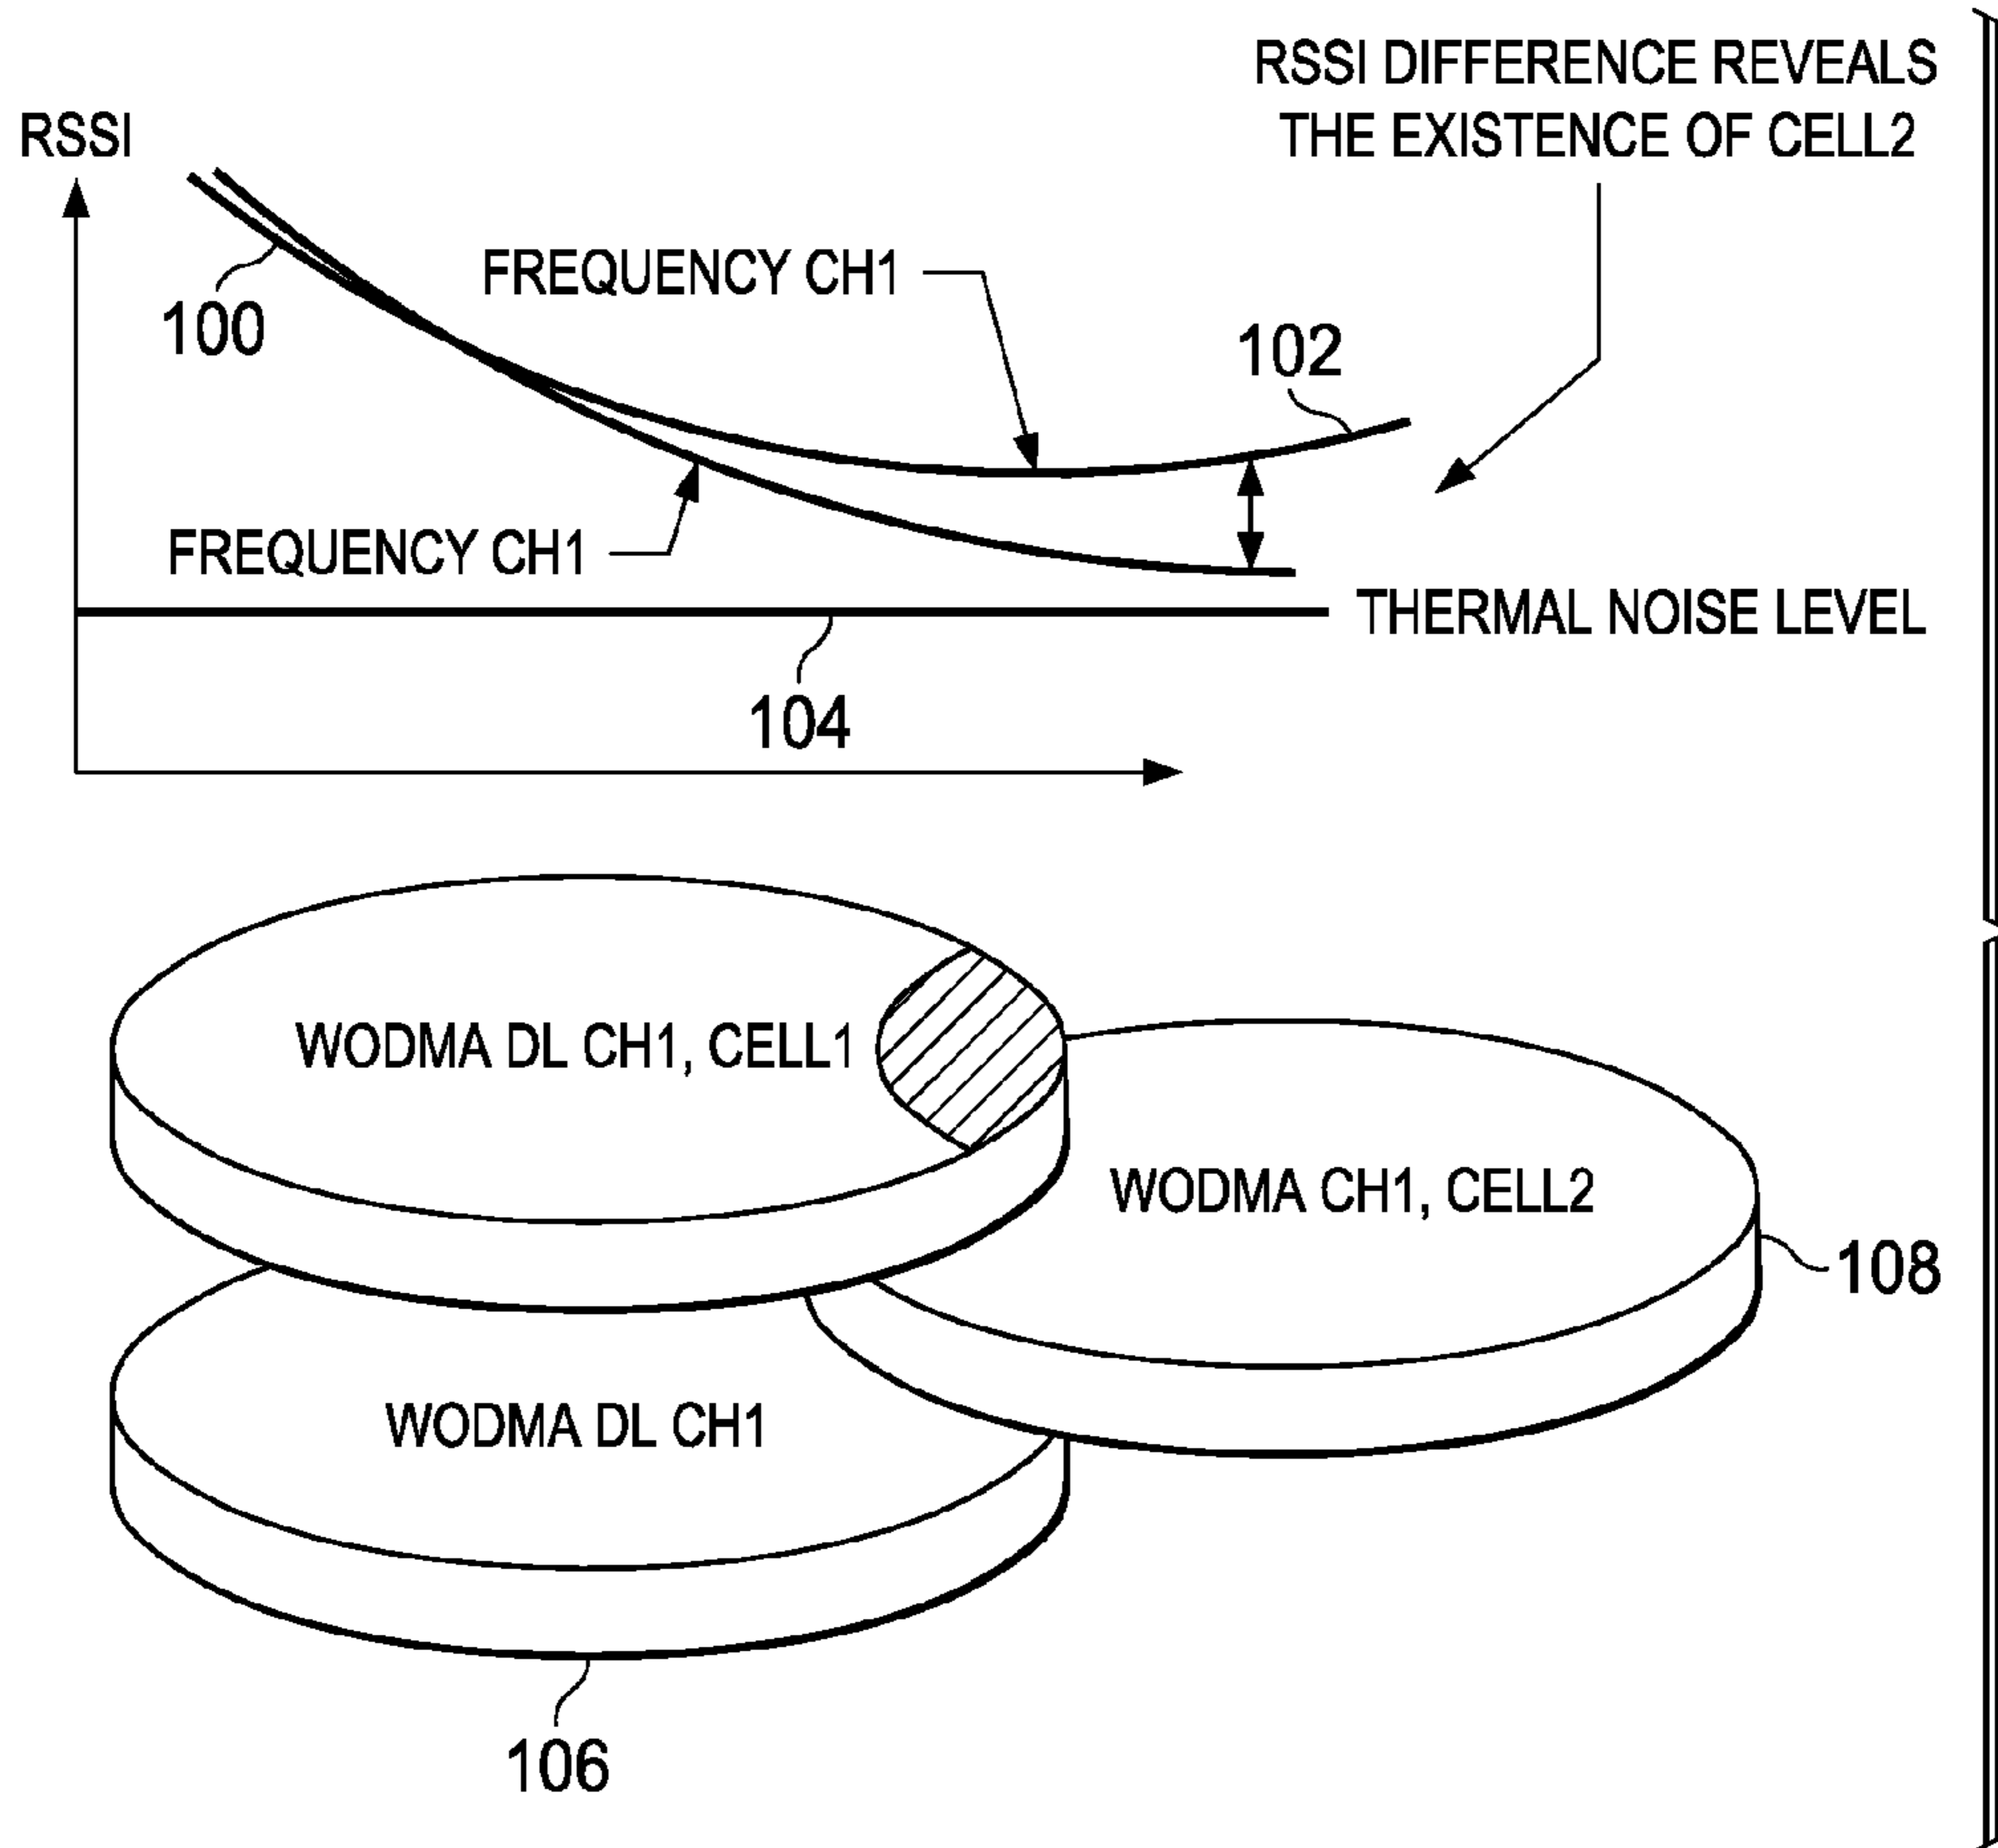 RSSI DIFFERENCE REVEALS
THE EXISTENCE OF CELL2
RSSI
FREQUENCY CH1
100
102
FREQUENCY CH1
THERMAL NOISE LEVEL
104
WODMA DL CH1, CELL1
WODMA CH1, CELL2
108
WODMA DL CH1
106